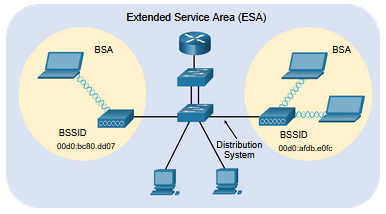 Extended Service Area (ESA)
BSA
BSA
BSSID
00d0:bc80.dd07
BSSID
00d0:afdb.e0fc
Distribution
System